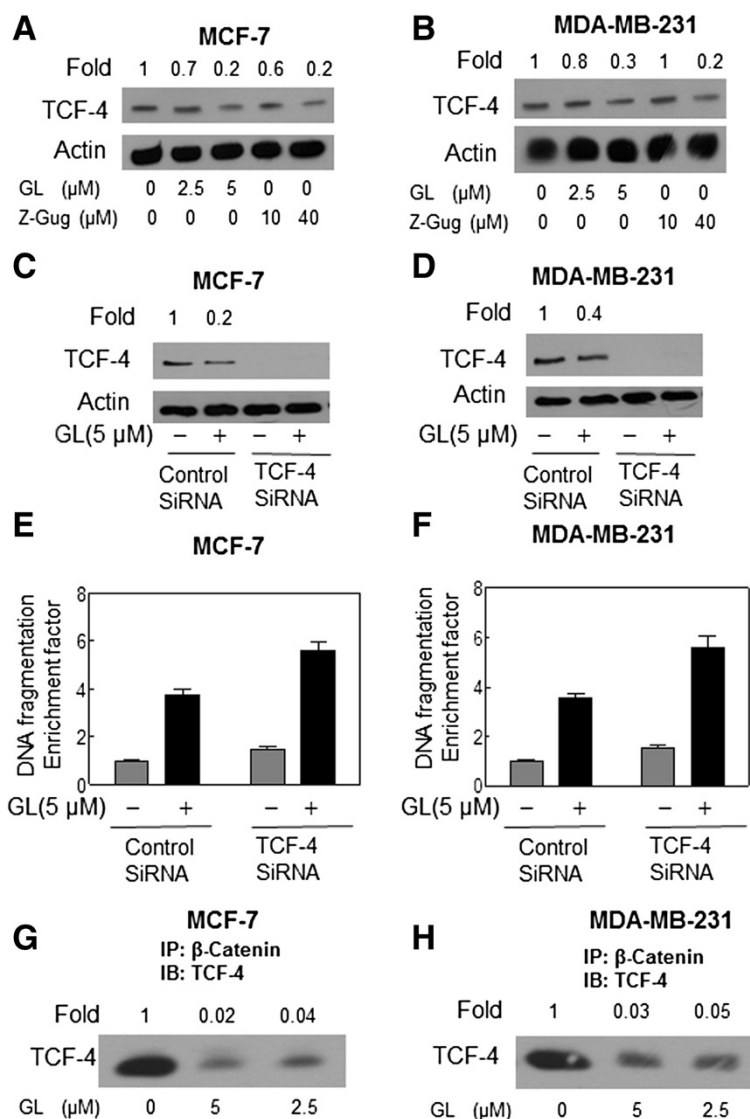 A
MCF-7
Fold 1 0.7 0.2 0.6 0.2
TCF-4
Actin
GL (µM) 0 2.5 5 0 0
Z-Gug (µM) 0 0 0 10 40
B
MDA-MB-231
Fold 1 0.8 0.3 1 0.2
TCF-4
Actin
GL (µM) 0 2.5 5 0 0
Z-Gug (µM) 0 0 0 10 40
C
MCF-7
Fold 1 0.2
TCF-4
Actin
GL(5 µM) − + − +
Control TCF-4
SiRNA SiRNA
D
MDA-MB-231
Fold 1 0.4
TCF-4
Actin
GL(5 µM) − + − +
Control TCF-4
SiRNA SiRNA
E
MCF-7
DNA fragmentation
Enrichment factor
8
6
4
2
0
GL(5 µM) − + − +
Control TCF-4
SiRNA SiRNA
F
MDA-MB-231
DNA fragmentation
Enrichment factor
8
6
4
2
0
GL(5 µM) − + − +
Control TCF-4
SiRNA SiRNA
G
MCF-7
IP: β-Catenin
IB: TCF-4
Fold 1 0.02 0.04
TCF-4
GL (µM) 0 5 2.5
H
MDA-MB-231
IP: β-Catenin
IB: TCF-4
Fold 1 0.03 0.05
TCF-4
GL (µM) 0 5 2.5